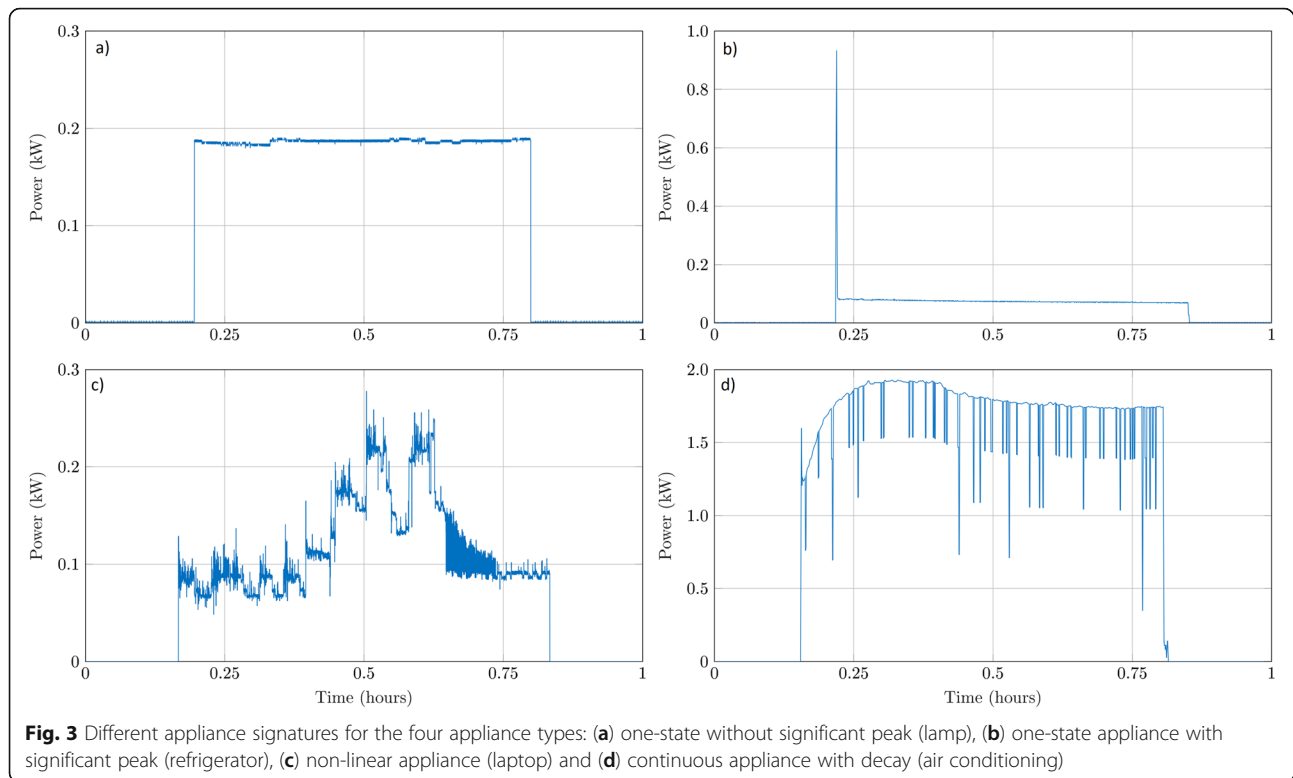 a)
0.3
0.2
0.1
0
Power (kW)
0 0.25 0.5 0.75 1
b)
1.0
0.8
0.6
0.4
0.2
0
Power (kW)
0 0.25 0.5 0.75 1
c)
0.3
0.2
0.1
0
Power (kW)
0 0.25 0.5 0.75 1
Time (hours)
d)
2.0
1.5
1.0
0.5
0
Power (kW)
0 0.25 0.5 0.75 1
Time (hours)
Fig. 3 Different appliance signatures for the four appliance types: (a) one-state without significant peak (lamp), (b) one-state appliance with
significant peak (refrigerator), (c) non-linear appliance (laptop) and (d) continuous appliance with decay (air conditioning)